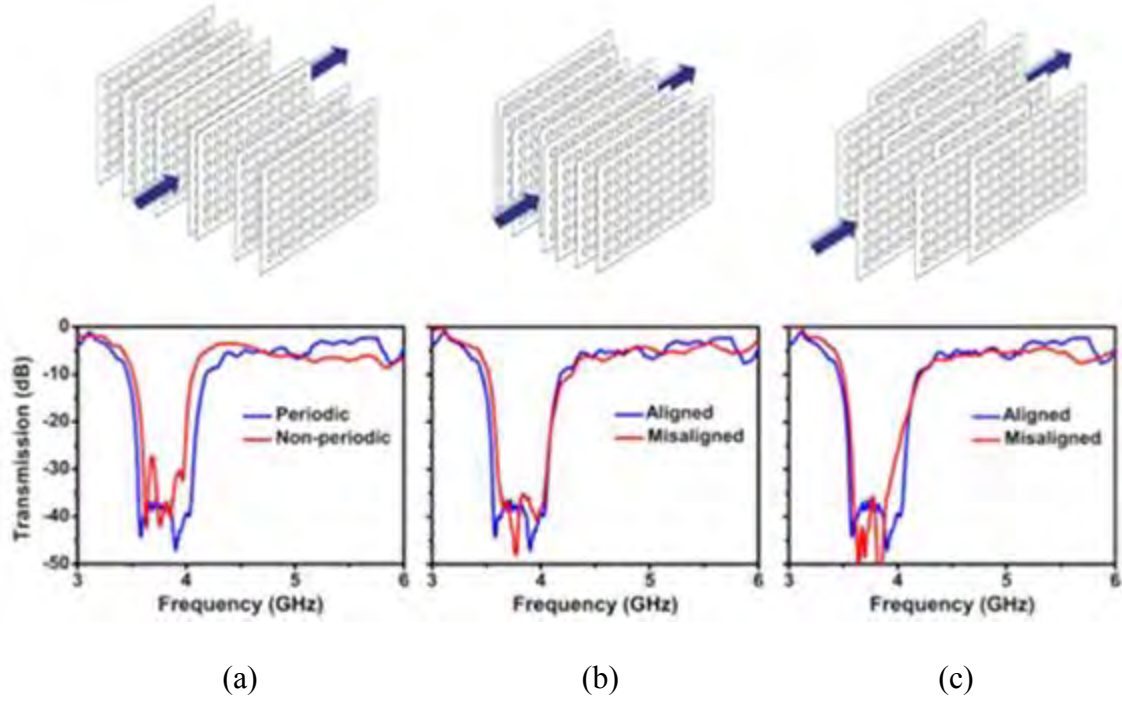 Transmission (dB)
0
-10
-20
-30
-40
-50
Periodic
Non-periodic
3 4 5 6
Frequency (GHz)
Aligned
Misaligned
3 4 5 6
Frequency (GHz)
Aligned
Misaligned
3 4 5 6
Frequency (GHz)
(a) (b) (c)